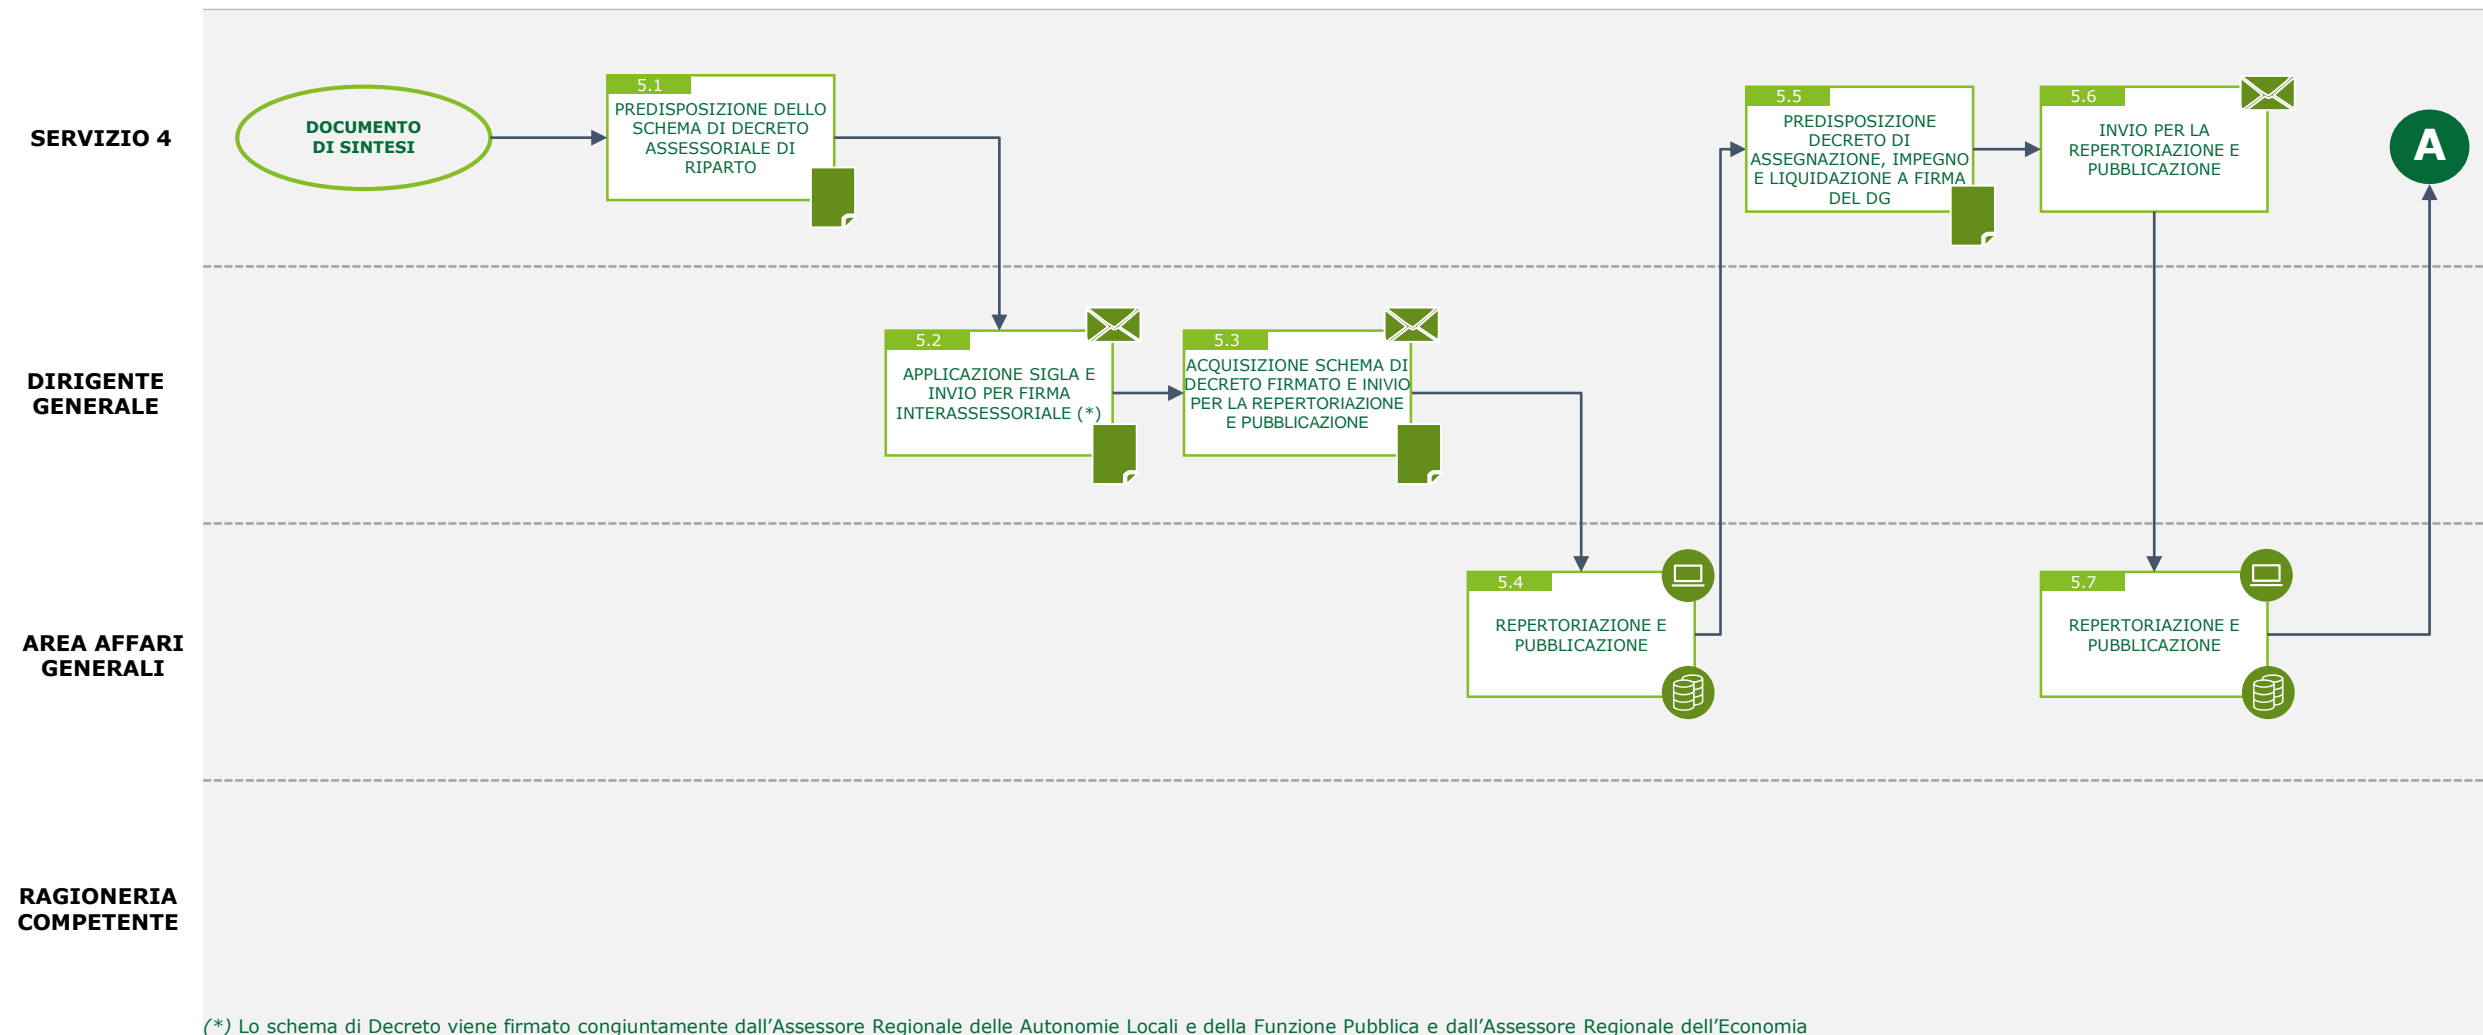 SERVIZIO 4
DOCUMENTO
DI SINTESI
5.1
PREDISPOSIZIONE DELLO
SCHEMA DI DECRETO
ASSESSORIALE DI
RIPARTO
5.5
PREDISPOSIZIONE
DECRETO DI
ASSEGNAZIONE, IMPEGNO
E LIQUIDAZIONE A FIRMA
DEL DG
5.6
INVIO PER LA
REPERTORIAZIONE E
PUBBLICAZIONE
A
DIRIGENTE
GENERALE
5.2
APPLICAZIONE SIGLA E
INVIO PER FIRMA
INTERASSESSORIALE (*)
5.3
ACQUISIZIONE SCHEMA DI
DECRETO FIRMATO E INIVIO
PER LA REPERTORIAZIONE
E PUBBLICAZIONE
AREA AFFARI
GENERALI
5.4
REPERTORIAZIONE E
PUBBLICAZIONE
5.7
REPERTORIAZIONE E
PUBBLICAZIONE
RAGIONERIA
COMPETENTE
(*) Lo schema di Decreto viene firmato congiuntamente dall'Assessore Regionale delle Autonomie Locali e della Funzione Pubblica e dall'Assessore Regionale dell'Economia